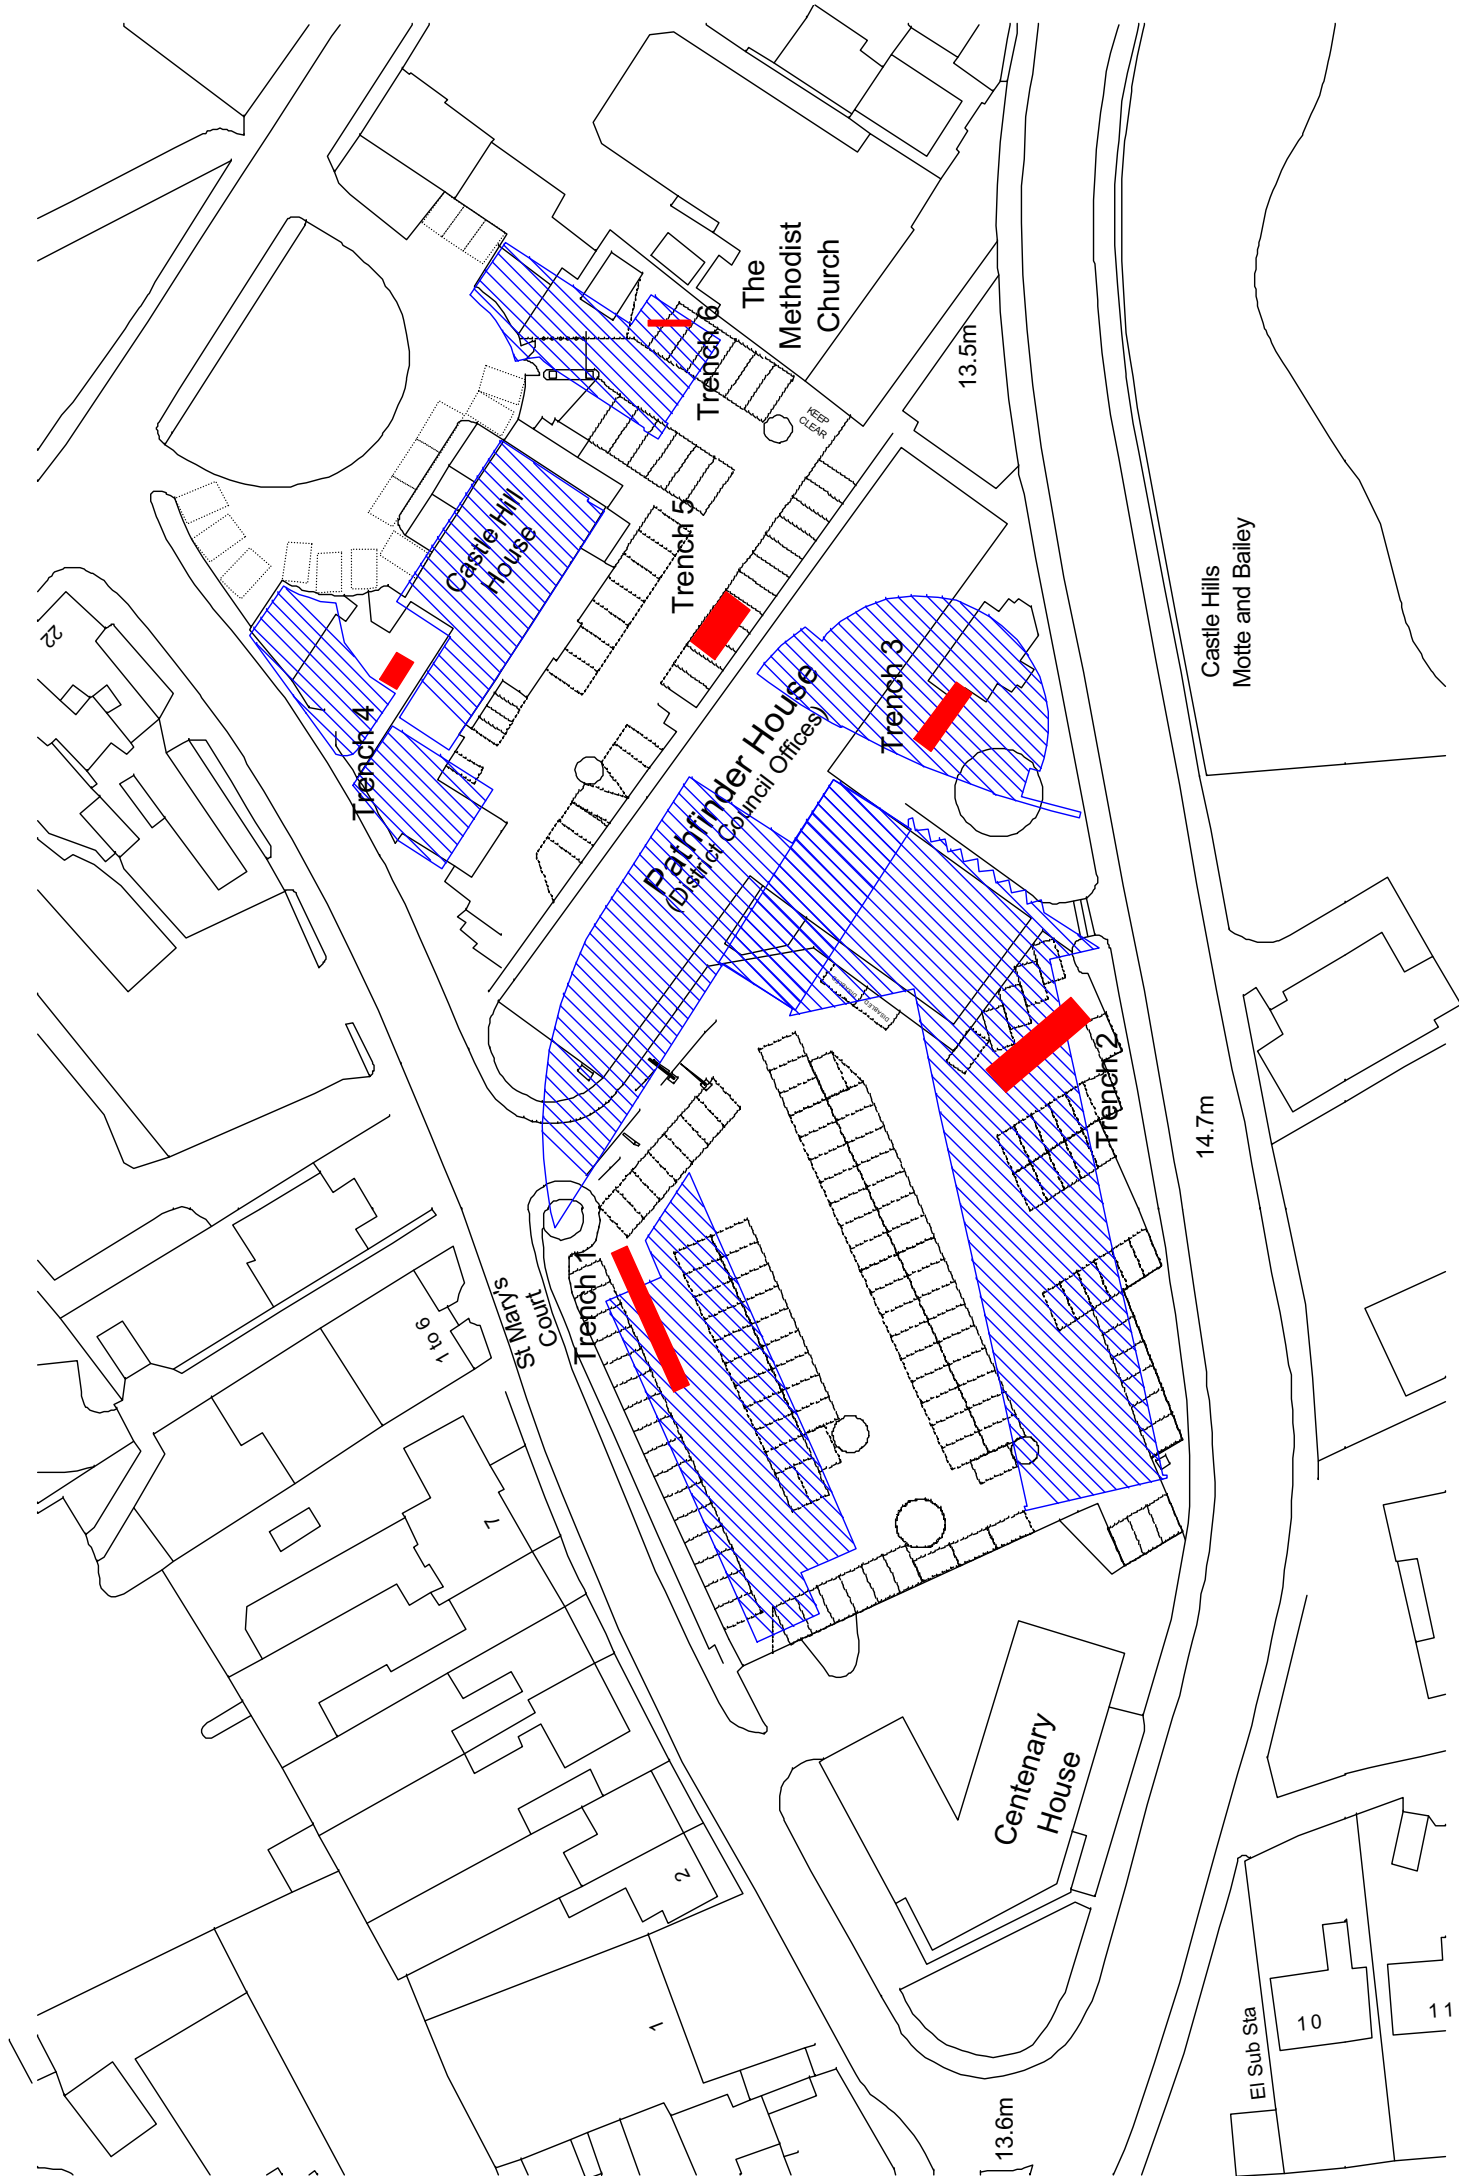 22
Castle Hill
House
Trench 4
Trench 6
The
Methodist
Church
KEEP
CLEAR
13.5m
Trench 5
Pathfinder House
(District Council Offices)
Trench 3
Castle Hills
Motte and Bailey
DISABLED
Trench 2
14.7m
1 to 6
St Mary's
Court
Trench 1
7
2
1
Centenary
House
El Sub Sta
10
11
13.6m